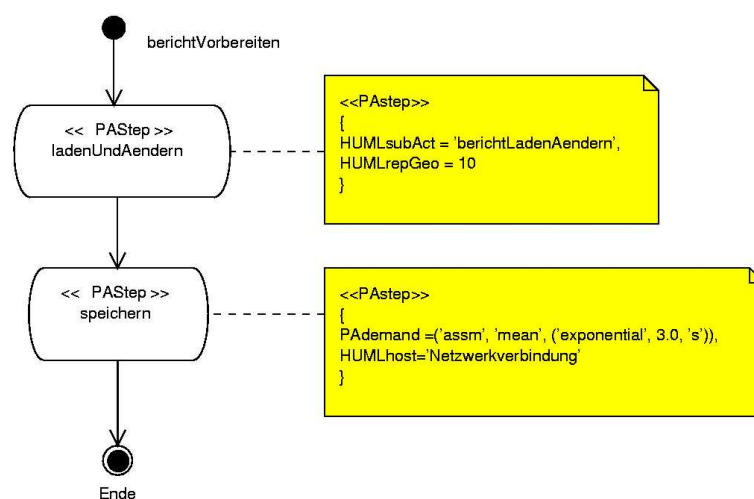 berichtVorbereiten
<< PAStep >>
ladenUndAendern
<<PAstep>>
{
HUMLsubAct = 'berichtLadenAendern',
HUMLrepGeo = 10
}
<< PAStep >>
speichern
<<PAstep>>
{
PAdemand =('assm', 'mean', ('exponential', 3.0, 's')),
HUMLhost='Netzwerkverbindung'
}
Ende